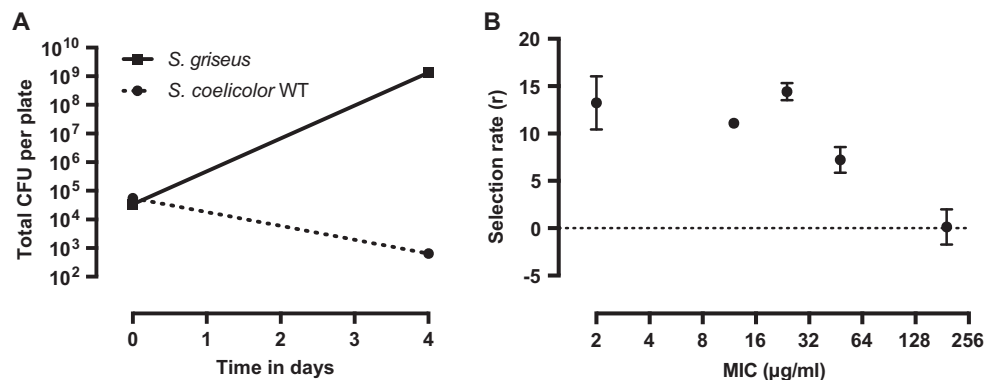 A
Total CFU per plate
10^10
10^9
10^8
10^7
10^6
10^5
10^4
10^3
10^2
S. griseus
S. coelicolor WT
0 1 2 3 4
Time in days
B
Selection rate (r)
20
15
10
5
0
-5
2 4 8 16 32 64 128 256
MIC (µg/ml)